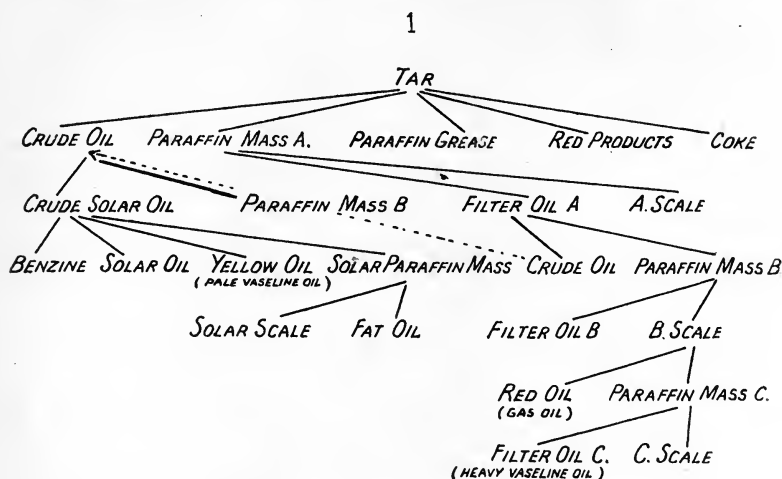 1
TAR
CRUDE OIL PARAFFIN MASS A. PARAFFIN GREASE RED PRODUCTS COKE
CRUDE SOLAR OIL PARAFFIN MASS B FILTER OIL A A. SCALE
BENZINE SOLAR OIL YELLOW OIL SOLAR PARAFFIN MASS CRUDE OIL PARAFFIN MASS B
(PALE VASELINE OIL)
SOLAR SCALE FAT OIL FILTER OIL B B. SCALE
RED OIL PARAFFIN MASS C.
(GAS OIL)
FILTER OIL C. C. SCALE
(HEAVY VASELINE OIL)